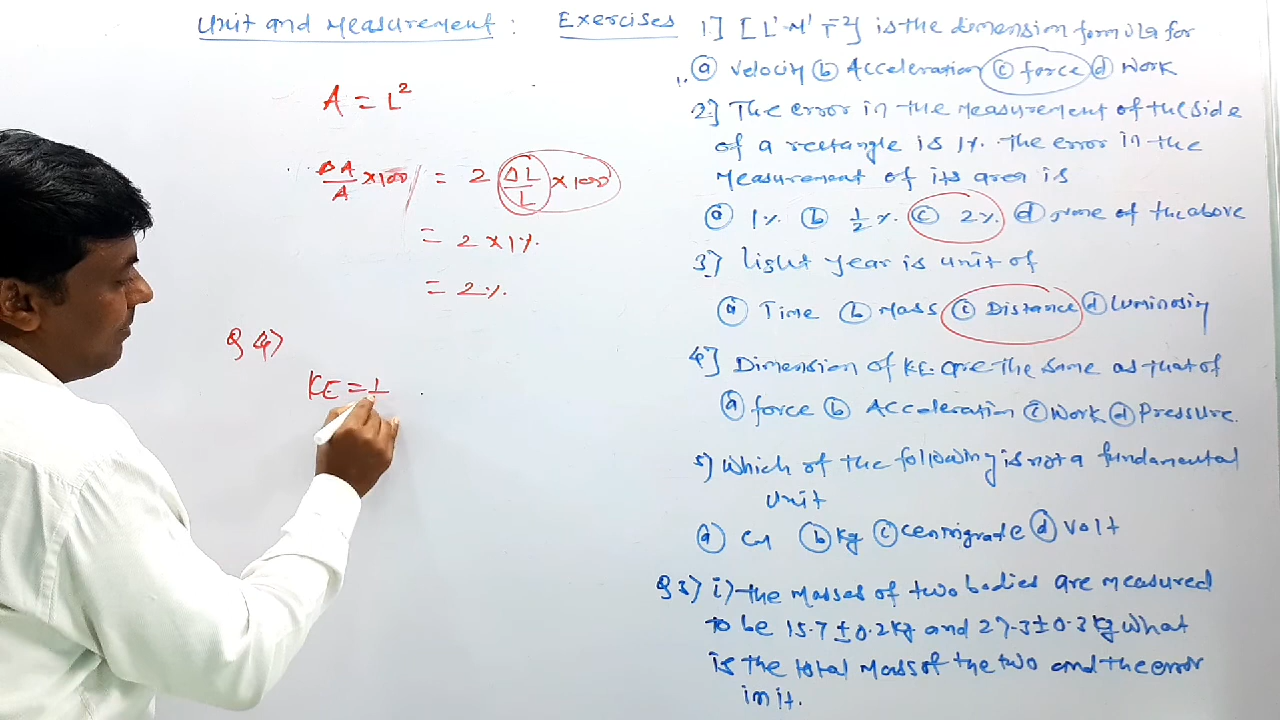 Unit and Measurement : Exercises
A = L²
ΔA/A ×100 = 2 ΔL/L ×100
= 2 ×1%.
= 2%.
Q 4)
KE = 1
1.] [L¹ M¹ T⁻²] is the dimension formula for
(a) Velocity (b) Acceleration (c) force (d) Work
2.] The error in the measurement of the side
of a rectangle is 1%. the error in the
measurement of its area is
(a) 1%. (b) 1/2 %. (c) 2%. (d) none of the above
3.] light year is unit of
(a) Time (b) Mass (c) Distance (d) Luminosity
4.] Dimension of KE. are the same as that of
(a) force (b) Acceleration (c) Work (d) Pressure.
5) Which of the following is not a fundamental
unit
(a) cm (b) kg (c) centigrade (d) volt
Q 3) i) the masses of two bodies are measured
to be 15.7 ± 0.2 kg and 27.3 ± 0.3 kg what
is the total mass of the two and the error
in it.